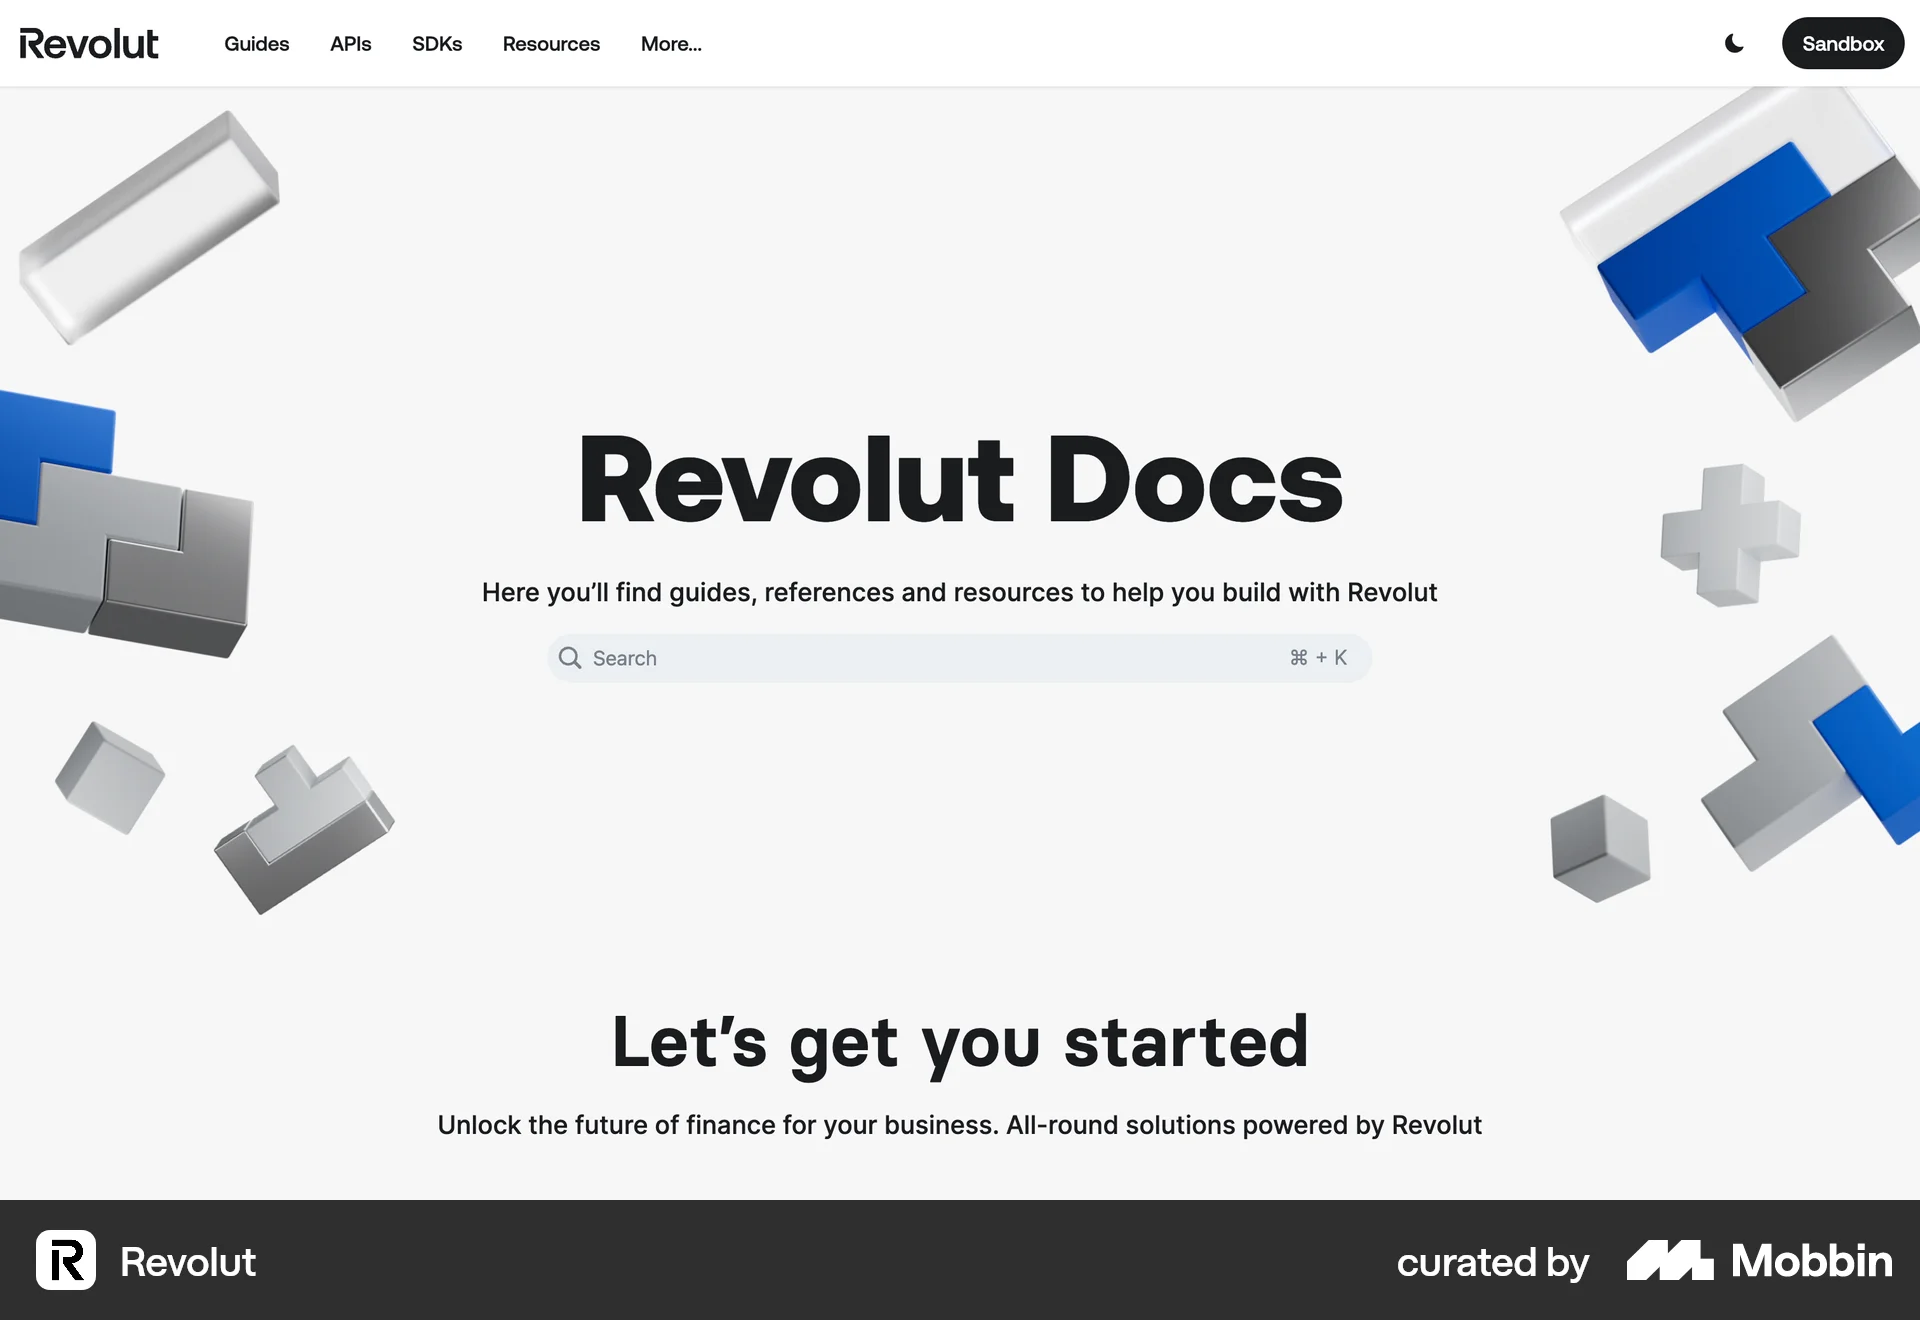 Revolut
Guides
APIs
SDKs
Resources
More...
Sandbox
Revolut Docs
Here you’ll find guides, references and resources to help you build with Revolut
Search
⌘ + K
Let’s get you started
Unlock the future of finance for your business. All-round solutions powered by Revolut
R
Revolut
curated by
Mobbin